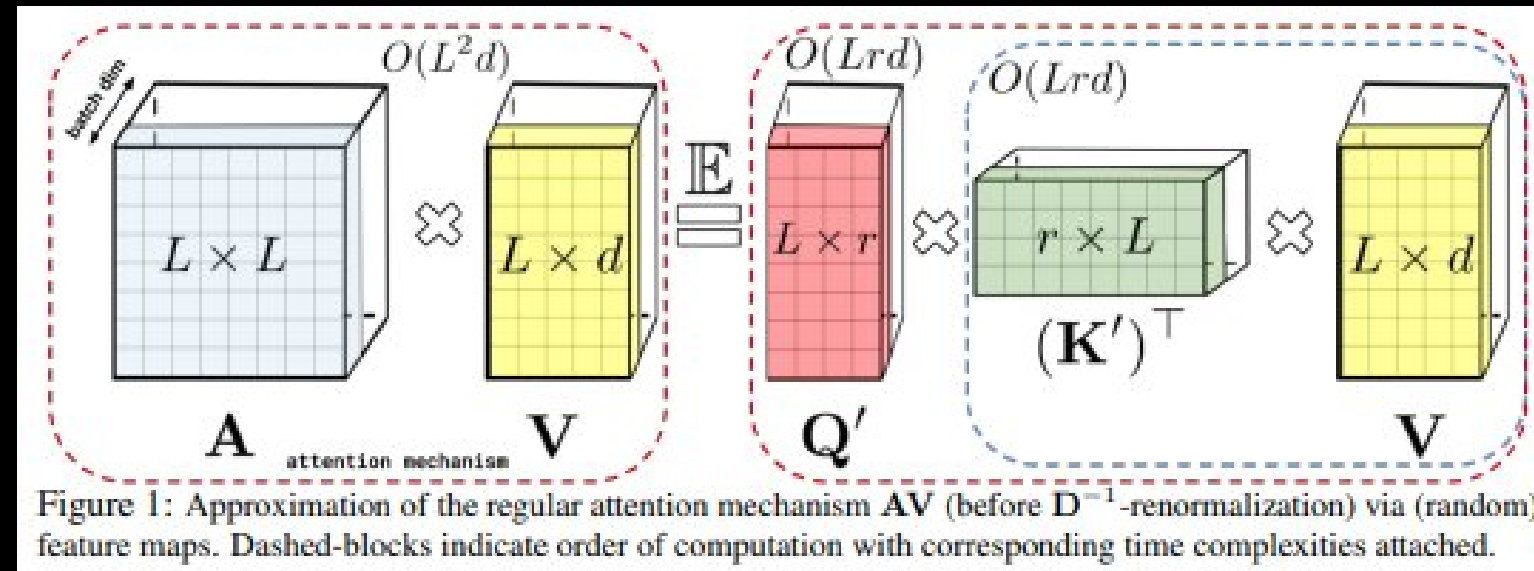 batch dim
O(L²d)
O(Lrd)
O(Lrd)
L × L
L × d
𝔼
L × r
r × L
L × d
(K′)⊤
A
V
Q′
V
attention mechanism
Figure 1: Approximation of the regular attention mechanism AV (before D⁻¹-renormalization) via (random)
feature maps. Dashed-blocks indicate order of computation with corresponding time complexities attached.